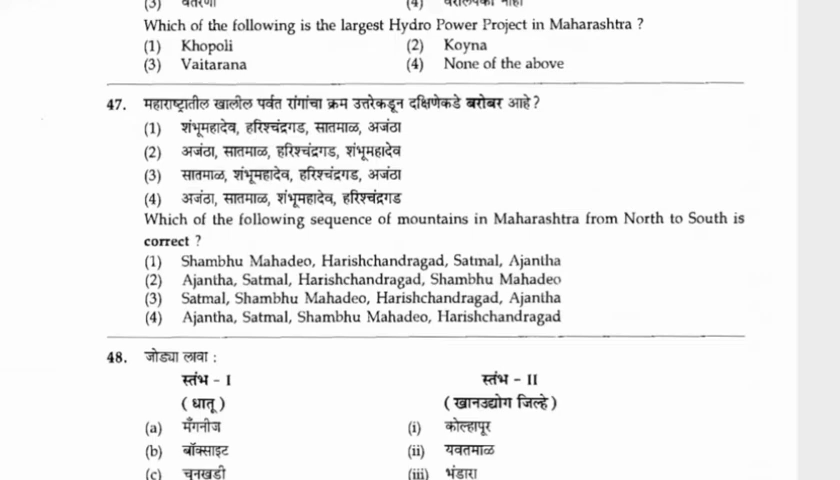 (3) वैतरणा (4) वरीलपैकी नाही
Which of the following is the largest Hydro Power Project in Maharashtra ?
(1) Khopoli (2) Koyna
(3) Vaitarana (4) None of the above
47. महाराष्ट्रातील खालील पर्वत रांगांचा क्रम उत्तरेकडून दक्षिणेकडे बरोबर आहे ?
(1) शंभूमहादेव, हरिश्चंद्रगड, सातमाळ, अजंठा
(2) अजंठा, सातमाळ, हरिश्चंद्रगड, शंभूमहादेव
(3) सातमाळ, शंभूमहादेव, हरिश्चंद्रगड, अजंठा
(4) अजंठा, सातमाळ, शंभूमहादेव, हरिश्चंद्रगड
Which of the following sequence of mountains in Maharashtra from North to South is
correct ?
(1) Shambhu Mahadeo, Harishchandragad, Satmal, Ajantha
(2) Ajantha, Satmal, Harishchandragad, Shambhu Mahadeo
(3) Satmal, Shambhu Mahadeo, Harishchandragad, Ajantha
(4) Ajantha, Satmal, Shambhu Mahadeo, Harishchandragad
48. जोड्या लावा :
स्तंभ - I स्तंभ - II
(धातू) (खानउद्योग जिल्हे)
(a) मँगनीज (i) कोल्हापूर
(b) बॉक्साइट (ii) यवतमाळ
(c) चुनखडी (iii) भंडारा